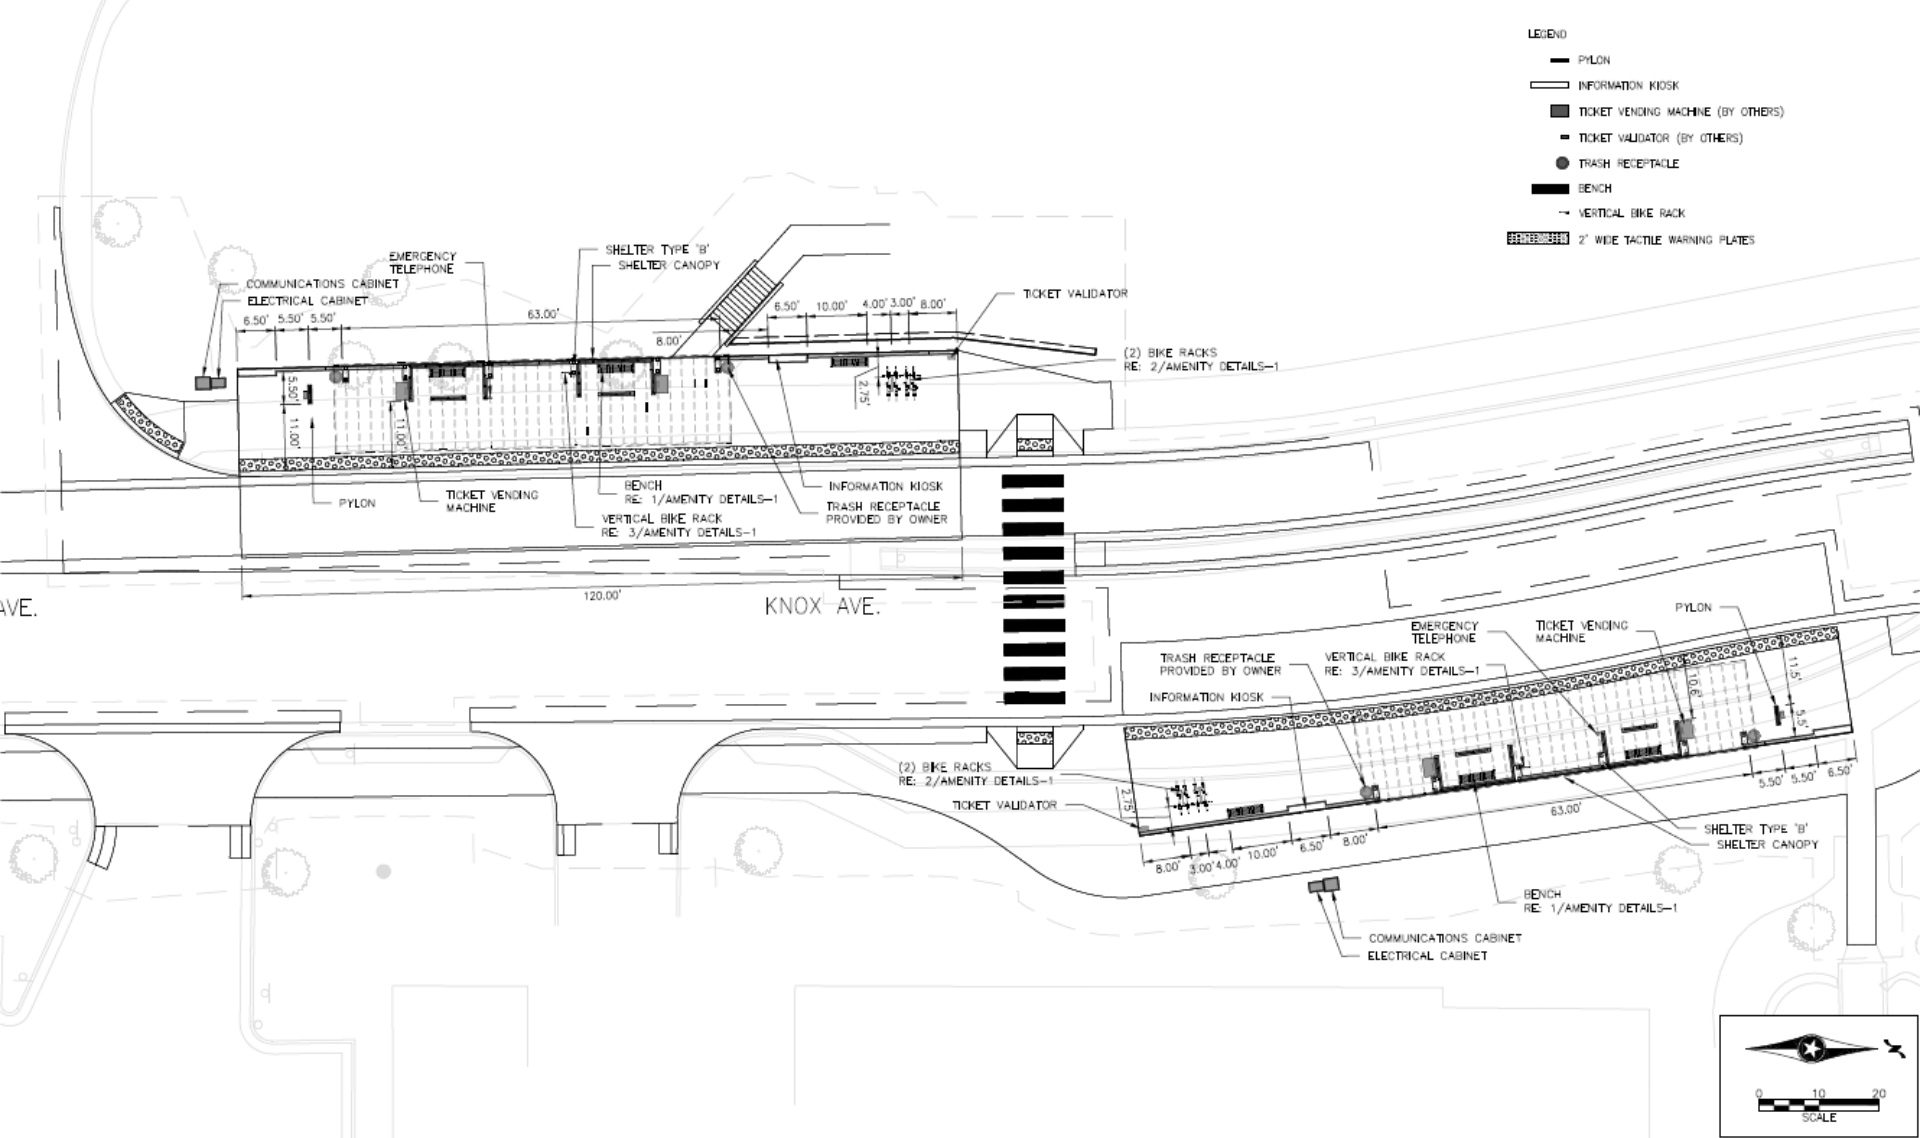 LEGEND
PYLON
INFORMATION KIOSK
TICKET VENDING MACHINE (BY OTHERS)
TICKET VALIDATOR (BY OTHERS)
TRASH RECEPTACLE
BENCH
VERTICAL BIKE RACK
2' WIDE TACTILE WARNING PLATES
SHELTER TYPE 'B'
SHELTER CANOPY
EMERGENCY
TELEPHONE
COMMUNICATIONS CABINET
ELECTRICAL CABINET
TICKET VALIDATOR
6.50' 5.50' 5.50' 63.00' 8.00' 6.50' 10.00' 4.00' 3.00' 8.00'
(2) BIKE RACKS
RE: 2/AMENITY DETAILS-1
5.50'
11.00'
11.00'
2.75'
PYLON
TICKET VENDING
MACHINE
BENCH
RE: 1/AMENITY DETAILS-1
VERTICAL BIKE RACK
RE: 3/AMENITY DETAILS-1
INFORMATION KIOSK
TRASH RECEPTACLE
PROVIDED BY OWNER
120.00'
AVE.
KNOX AVE.
PYLON
EMERGENCY
TELEPHONE
TICKET VENDING
MACHINE
TRASH RECEPTACLE
PROVIDED BY OWNER
VERTICAL BIKE RACK
RE: 3/AMENITY DETAILS-1
INFORMATION KIOSK
11.5'
10.6'
5.5'
(2) BIKE RACKS
RE: 2/AMENITY DETAILS-1
TICKET VALIDATOR
2.75'
8.00' 3.00' 4.00' 10.00' 6.50' 8.00' 63.00' 5.50' 5.50' 6.50'
SHELTER TYPE 'B'
SHELTER CANOPY
BENCH
RE: 1/AMENITY DETAILS-1
COMMUNICATIONS CABINET
ELECTRICAL CABINET
N
0 10 20
SCALE